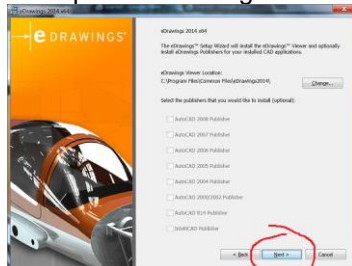 eDrawings 2014 x64
eDRAWINGS
eDrawings 2014 x64
The eDrawings™ Setup Wizard will install the eDrawings™ Viewer and optionally
install eDrawings Publishers for your installed CAD applications.
eDrawings Viewer Location:
C:\Program Files\Common Files\eDrawings2014\
Change...
Select the publishers that you would like to install (optional):
AutoCAD 2008 Publisher
AutoCAD 2007 Publisher
AutoCAD 2006 Publisher
AutoCAD 2005 Publisher
AutoCAD 2004 Publisher
AutoCAD 2000/2002 Publisher
AutoCAD R14 Publisher
IntelliCAD Publisher
< Back
Next >
Cancel